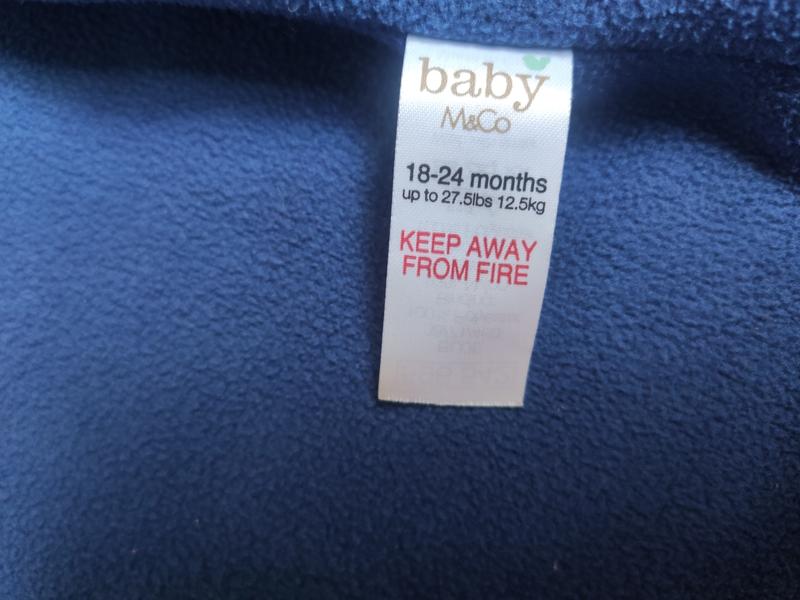 baby
M&Co
18-24 months
up to 27.5lbs 12.5kg
KEEP AWAY
FROM FIRE